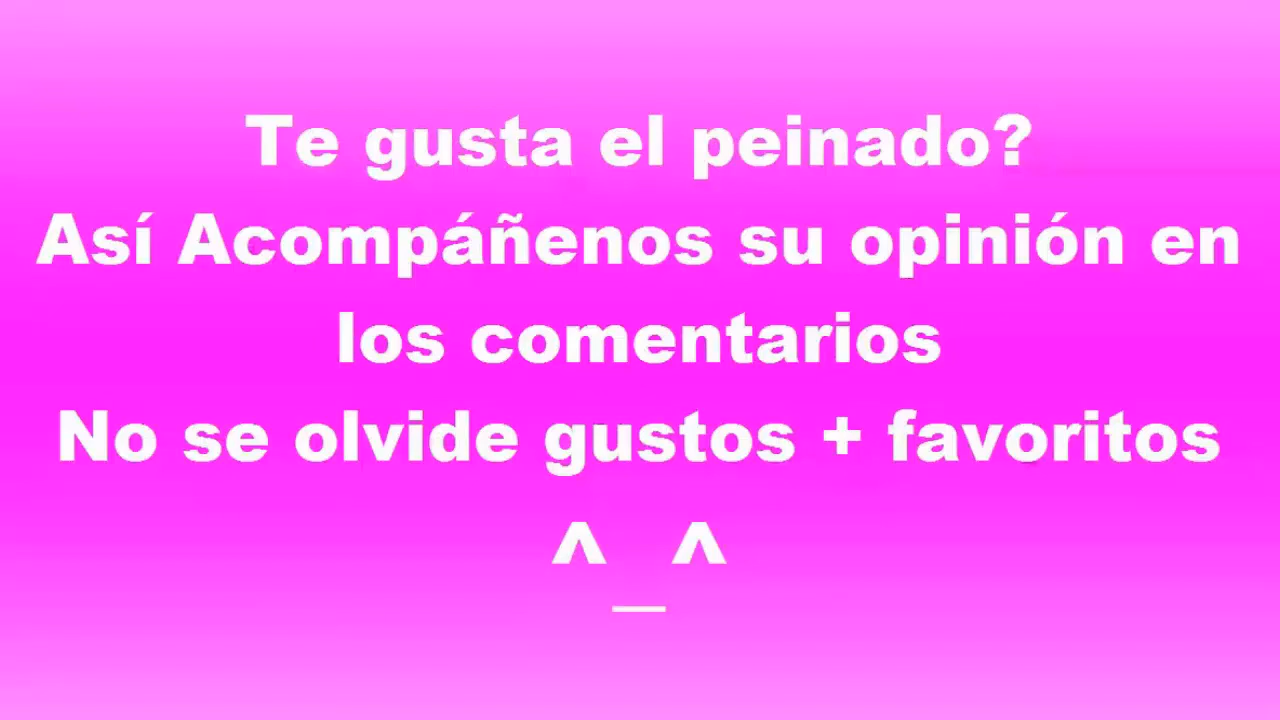 Te gusta el peinado?
Así Acompáñenos su opinión en
los comentarios
No se olvide gustos + favoritos
^_^